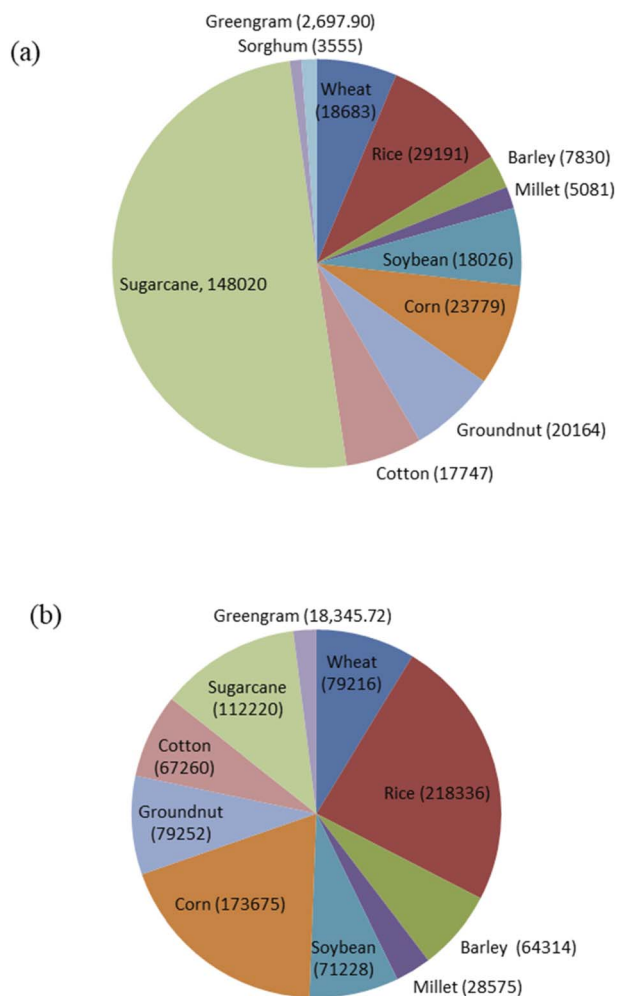 (a)
Greengram (2,697.90)
Sorghum (3555)
Wheat
(18683)
Rice (29191)
Barley (7830)
Millet (5081)
Soybean (18026)
Sugarcane, 148020
Corn (23779)
Groundnut (20164)
Cotton (17747)
(b)
Greengram (18,345.72)
Wheat
(79216)
Sugarcane
(112220)
Cotton
(67260)
Rice (218336)
Groundnut
(79252)
Corn (173675)
Soybean
(71228)
Barley (64314)
Millet (28575)